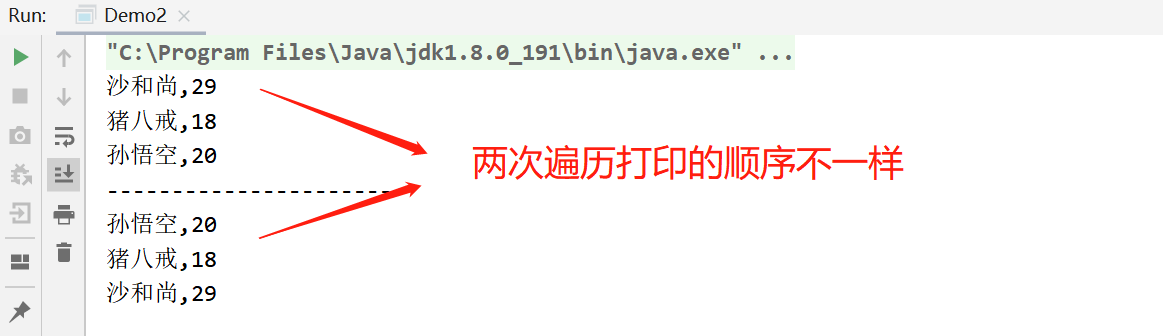 Run: Demo2
"C:\Program Files\Java\jdk1.8.0_191\bin\java.exe" ...
沙和尚,29
猪八戒,18
孙悟空,20
两次遍历打印的顺序不一样
------------------------
孙悟空,20
猪八戒,18
沙和尚,29